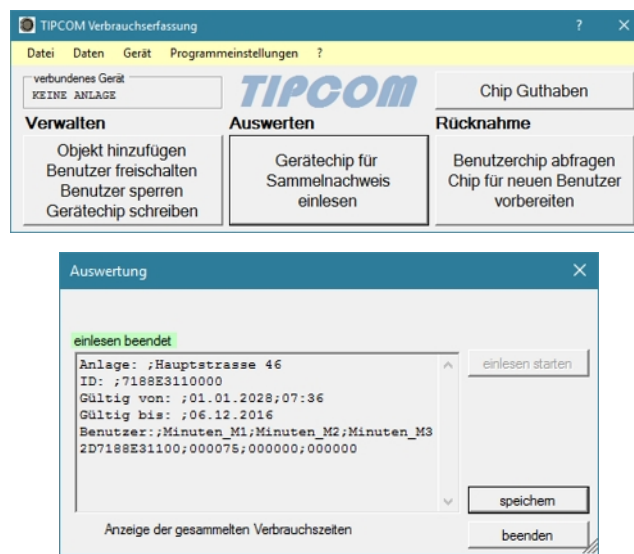 TIPCOM Verbrauchserfassung
Datei Daten Gerät Programmeinstellungen ?
verbundenes Gerät
KEINE ANLAGE
TIPCOM
Chip Guthaben
Verwalten
Auswerten
Rücknahme
Objekt hinzufügen
Benutzer freischalten
Benutzer sperren
Gerätechip schreiben
Gerätechip für
Sammelnachweis
einlesen
Benutzerchip abfragen
Chip für neuen Benutzer
vorbereiten
Auswertung
einlesen beendet
Anlage: ;Hauptstrasse 46
ID: ;7188E3110000
Gültig von: ;01.01.2028;07:36
Gültig bis: ;06.12.2016
Benutzer:;Minuten_M1;Minuten_M2;Minuten_M3
2D7188E31100;000075;000000;000000
einlesen starten
speichern
Anzeige der gesammelten Verbrauchszeiten
beenden